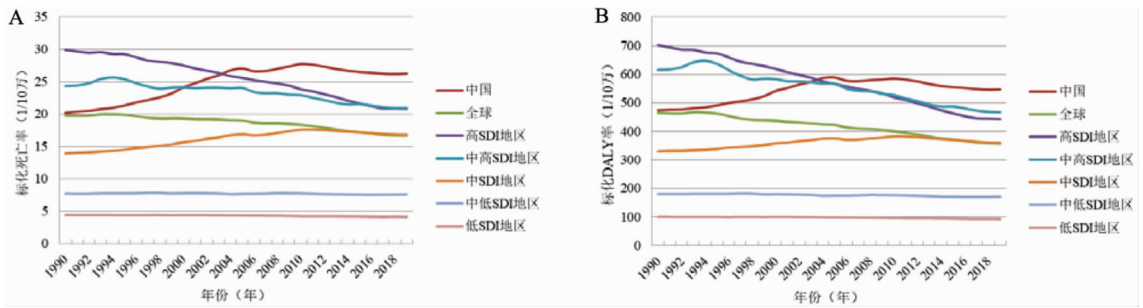 A
标化死亡率(1/10万)
35
30
25
20
15
10
5
0
1990
1992
1994
1996
1998
2000
2002
2004
2006
2008
2010
2012
2014
2016
2018
年份(年)
中国
全球
高SDI地区
中高SDI地区
中SDI地区
中低SDI地区
低SDI地区
B
标化DALY率(1/10万)
800
700
600
500
400
300
200
100
0
1990
1992
1994
1996
1998
2000
2002
2004
2006
2008
2010
2012
2014
2016
2018
年份(年)
中国
全球
高SDI地区
中高SDI地区
中SDI地区
中低SDI地区
低SDI地区